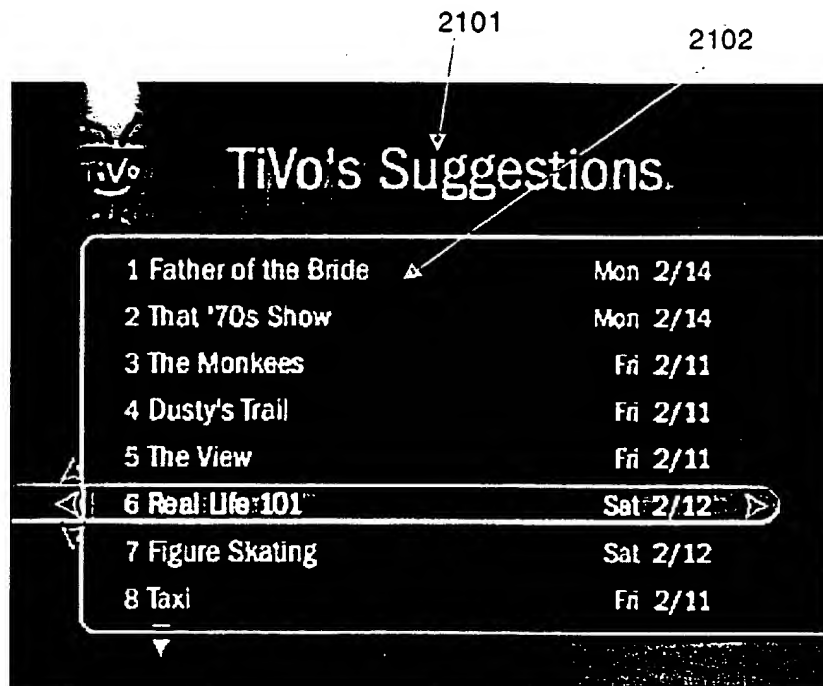 2101
2102
TiVo
TiVo's Suggestions
1 Father of the Bride Mon 2/14
2 That '70s Show Mon 2/14
3 The Monkees Fri 2/11
4 Dusty's Trail Fri 2/11
5 The View Fri 2/11
6 Real Life 101 Sat 2/12
7 Figure Skating Sat 2/12
8 Taxi Fri 2/11